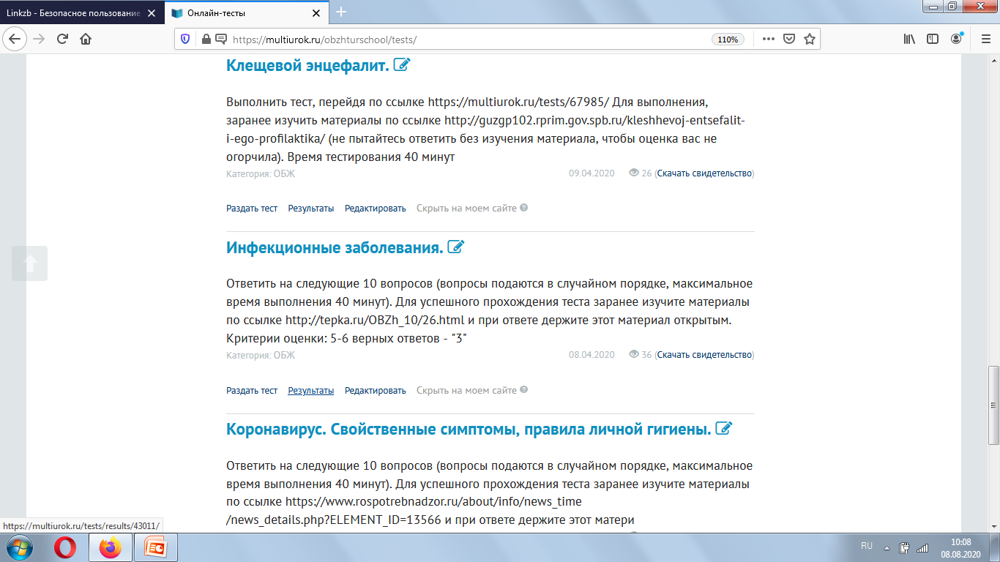 Linkzb - Безопасное пользование
Онлайн-тесты
https://multiurok.ru/obzhturschool/tests/
110%
Клещевой энцефалит.
Выполнить тест, перейдя по ссылке https://multiurok.ru/tests/67985/ Для выполнения,
заранее изучить материалы по ссылке http://guzgp102.rprim.gov.spb.ru/kleshhevoj-entsefalit-
i-ego-profilaktika/ (не пытайтесь ответить без изучения материала, чтобы оценка вас не
огорчила). Время тестирования 40 минут
Категория: ОБЖ 09.04.2020 26 (Скачать свидетельство)
Раздать тест Результаты Редактировать Скрыть на моем сайте ?
Инфекционные заболевания.
Ответить на следующие 10 вопросов (вопросы подаются в случайном порядке, максимальное
время выполнения 40 минут). Для успешного прохождения теста заранее изучите материалы
по ссылке http://tepka.ru/OBZh_10/26.html и при ответе держите этот материал открытым.
Критерии оценки: 5-6 верных ответов - "3"
Категория: ОБЖ 08.04.2020 36 (Скачать свидетельство)
Раздать тест Результаты Редактировать Скрыть на моем сайте ?
Коронавирус. Свойственные симптомы, правила личной гигиены.
Ответить на следующие 10 вопросов (вопросы подаются в случайном порядке, максимальное
время выполнения 40 минут). Для успешного прохождения теста заранее изучите материалы
по ссылке https://www.rospotrebnadzor.ru/about/info/news_time
/news_details.php?ELEMENT_ID=13566 и при ответе держите этот матери
https://multiurok.ru/tests/results/43011/
RU
10:08
08.08.2020